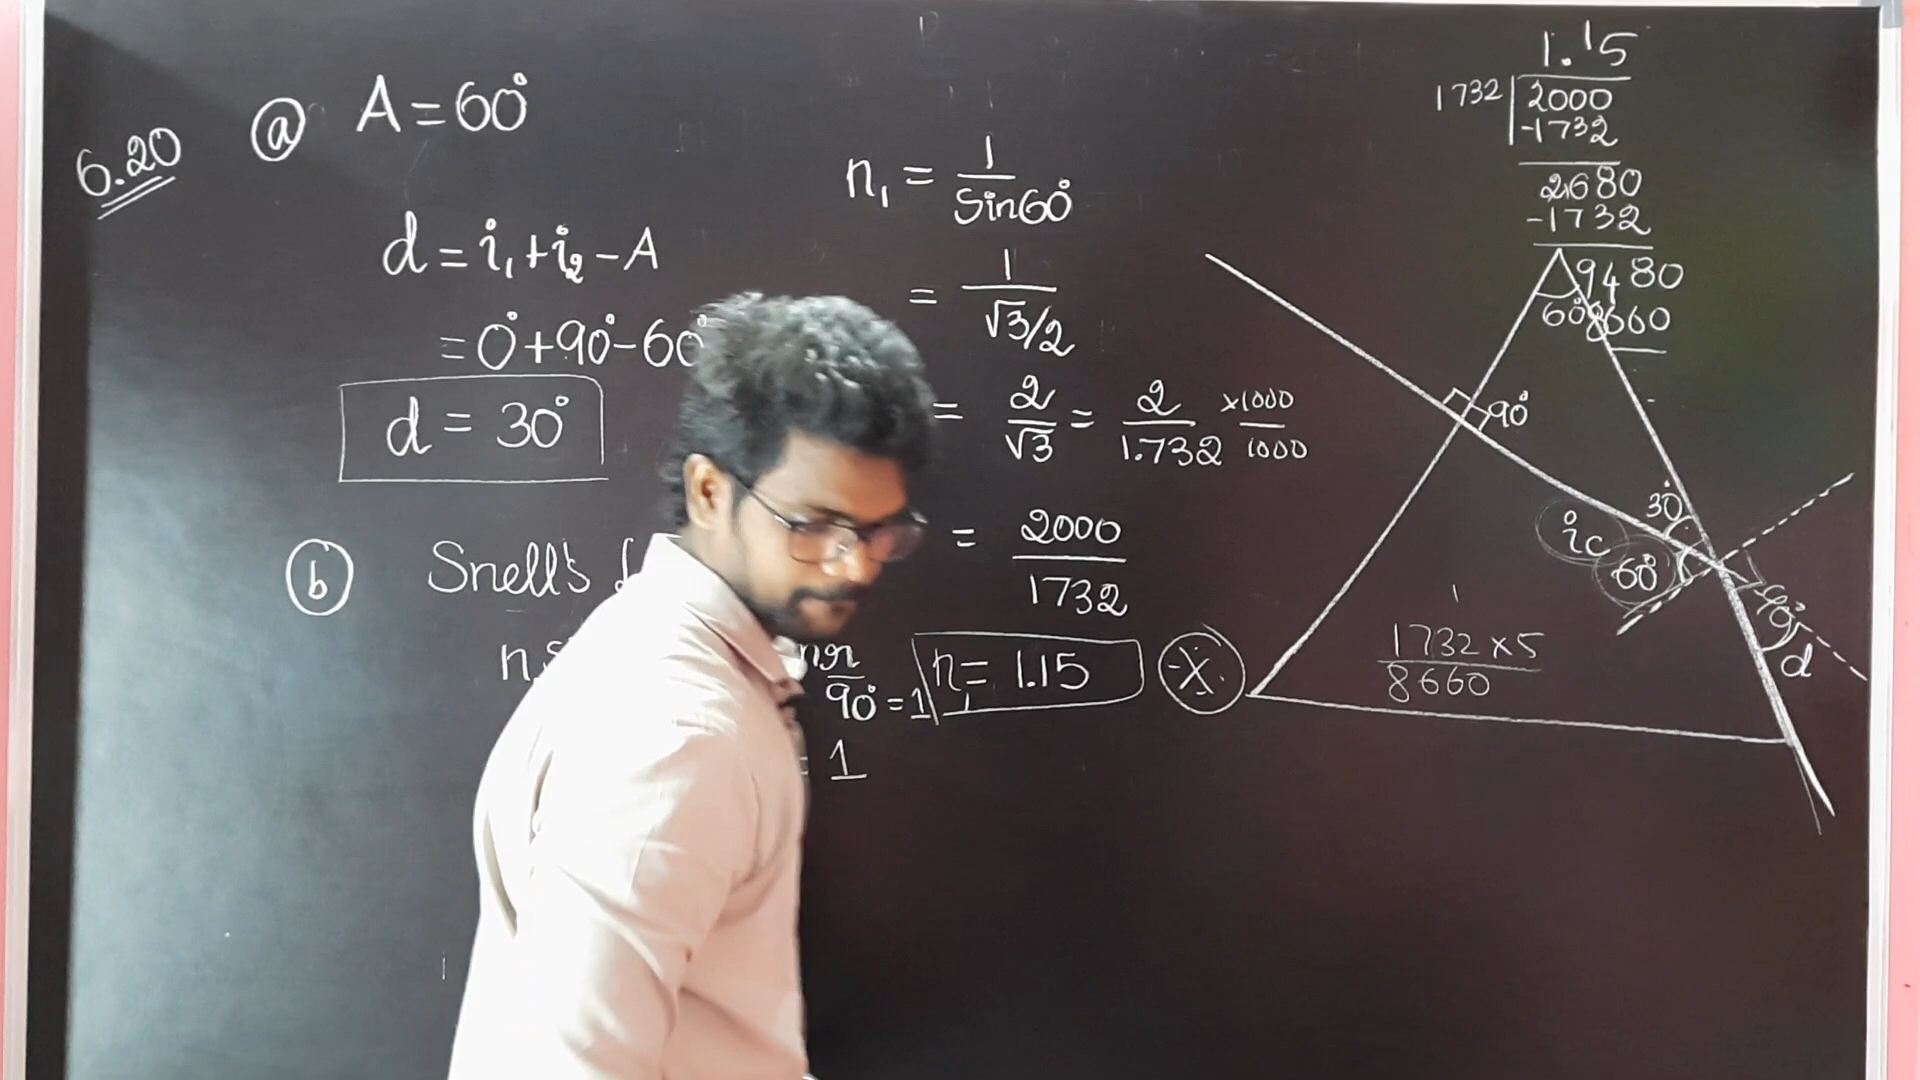 6.20
ⓐ A = 60°
d = i₁ + i₂ - A
= 0° + 90° - 60°
d = 30°
ⓑ Snell's
n
nr
90° = 1
= 1
n₁ = 1/Sin60°
= 1/√3/2
= 2/√3 = 2/1.732 ×1000/1000
= 2000/1732
n₁ = 1.15
X
1.15
1732 | 2000
-1732
2680
-1732
9480
8660
60°
90°
30°
ic
60°
90°
d
1732 × 5
8660